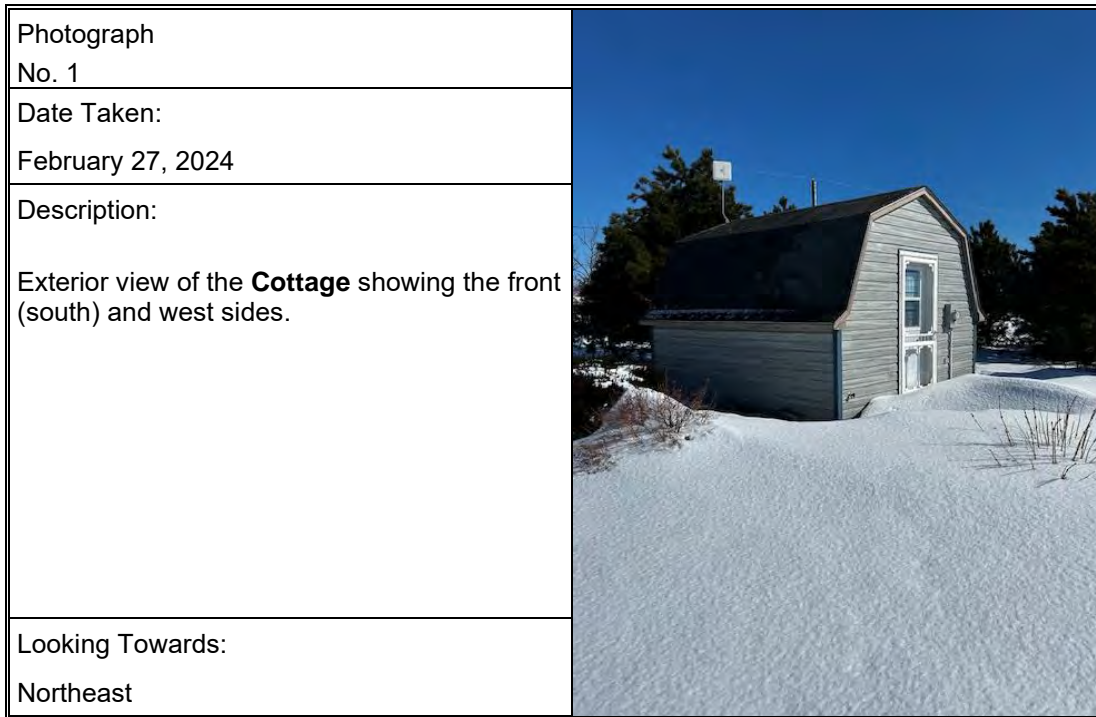 Photograph
No. 1
Date Taken:
February 27, 2024
Description:
Exterior view of the Cottage showing the front
(south) and west sides.
Looking Towards:
Northeast